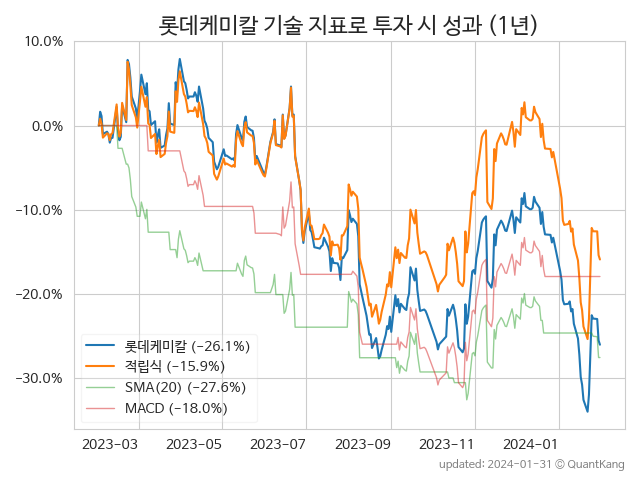 롯데케미칼 기술 지표로 투자 시 성과 (1년)
10.0%
0.0%
−10.0%
−20.0%
−30.0%
롯데케미칼 (−26.1%)
적립식 (−15.9%)
SMA(20) (−27.6%)
MACD (−18.0%)
2023−03 2023−05 2023−07 2023−09 2023−11 2024−01
updated: 2024−01−31 © QuantKang